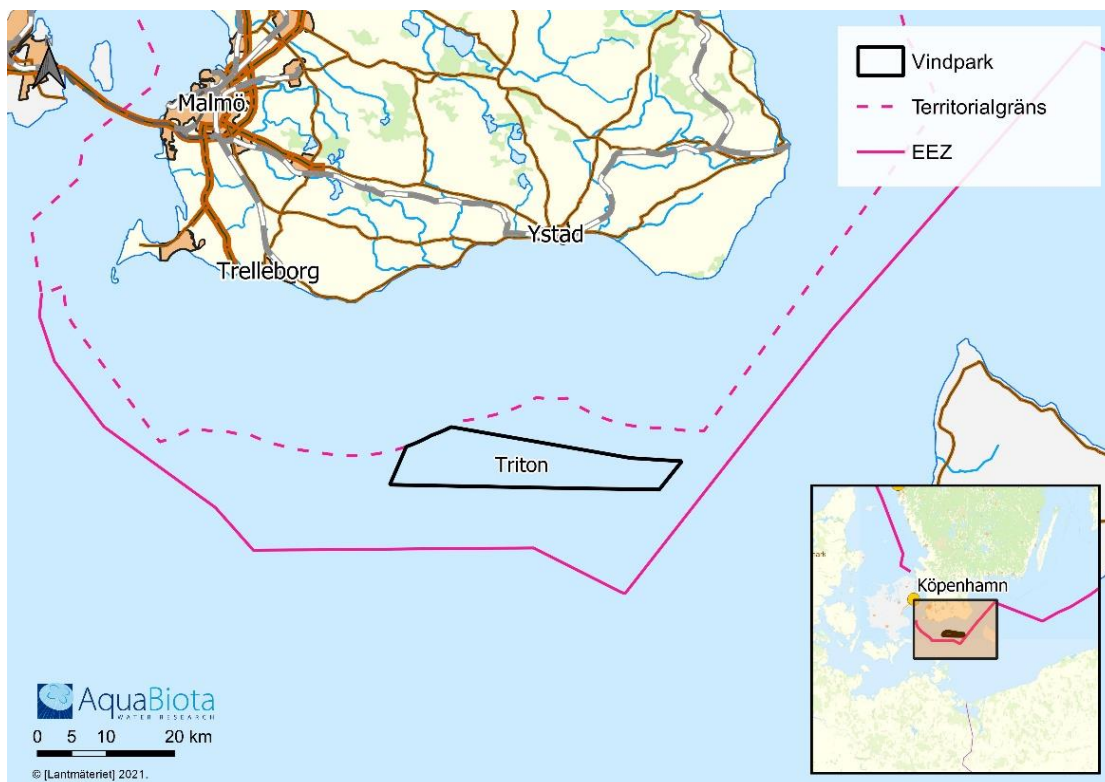 Vindpark
Territorialgräns
EEZ
Malmö
Ystad
Trelleborg
Triton
Köpenhamn
AquaBiota
WATER RESEARCH
0 5 10 20 km
© [Lantmäteriet] 2021.